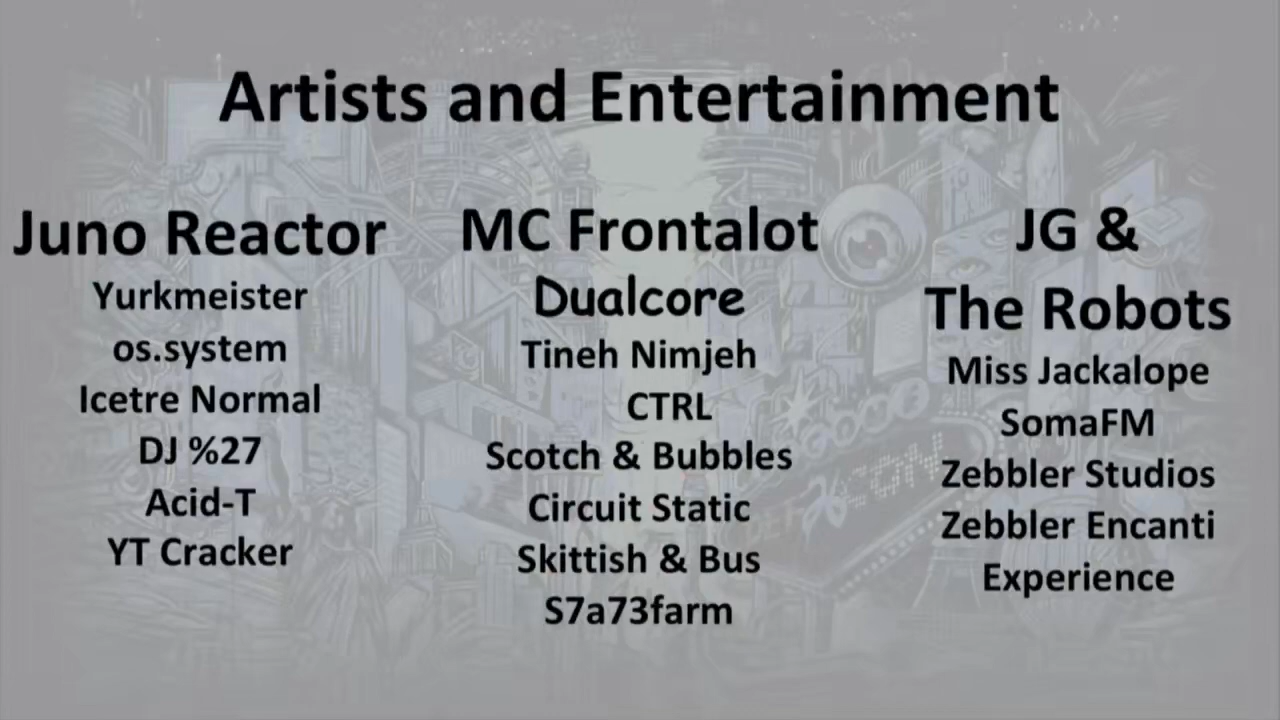 Artists and Entertainment
Juno Reactor
Yurkmeister
os.system
Icetre Normal
DJ %27
Acid-T
YT Cracker
MC Frontalot
Dualcore
Tineh Nimjeh
CTRL
Scotch & Bubbles
Circuit Static
Skittish & Bus
S7a73farm
JG &
The Robots
Miss Jackalope
SomaFM
Zebbler Studios
Zebbler Encanti
Experience